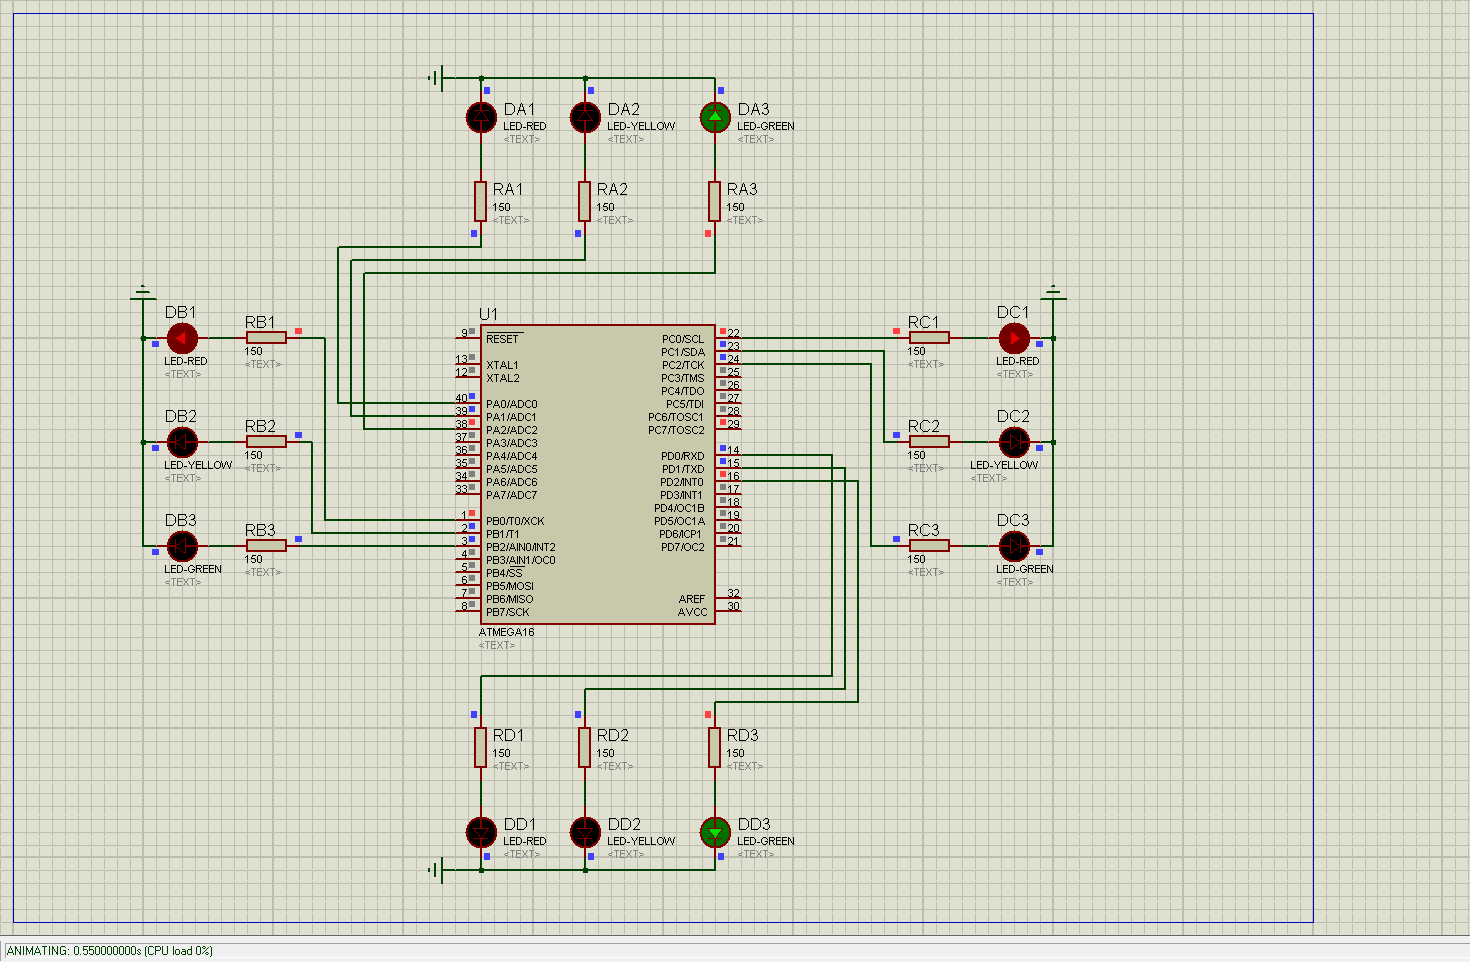 DA1
LED-RED
<TEXT>
DA2
LED-YELLOW
<TEXT>
DA3
LED-GREEN
<TEXT>
RA1
150
<TEXT>
RA2
150
<TEXT>
RA3
150
<TEXT>
DB1
LED-RED
<TEXT>
RB1
150
<TEXT>
DB2
LED-YELLOW
<TEXT>
RB2
150
<TEXT>
DB3
LED-GREEN
<TEXT>
RB3
150
<TEXT>
U1
9 RESET
13 XTAL1
12 XTAL2
40 PA0/ADC0
39 PA1/ADC1
38 PA2/ADC2
37 PA3/ADC3
36 PA4/ADC4
35 PA5/ADC5
34 PA6/ADC6
33 PA7/ADC7
1 PB0/T0/XCK
2 PB1/T1
3 PB2/AIN0/INT2
4 PB3/AIN1/OC0
5 PB4/SS
6 PB5/MOSI
7 PB6/MISO
8 PB7/SCK
PC0/SCL 22
PC1/SDA 23
PC2/TCK 24
PC3/TMS 25
PC4/TDO 26
PC5/TDI 27
PC6/TOSC1 28
PC7/TOSC2 29
PD0/RXD 14
PD1/TXD 15
PD2/INT0 16
PD3/INT1 17
PD4/OC1B 18
PD5/OC1A 19
PD6/ICP1 20
PD7/OC2 21
AREF 32
AVCC 30
ATMEGA16
<TEXT>
RC1
150
<TEXT>
DC1
LED-RED
<TEXT>
RC2
150
<TEXT>
DC2
LED-YELLOW
<TEXT>
RC3
150
<TEXT>
DC3
LED-GREEN
<TEXT>
RD1
150
<TEXT>
RD2
150
<TEXT>
RD3
150
<TEXT>
DD1
LED-RED
<TEXT>
DD2
LED-YELLOW
<TEXT>
DD3
LED-GREEN
<TEXT>
ANIMATING: 0.550000000s (CPU load 0%)